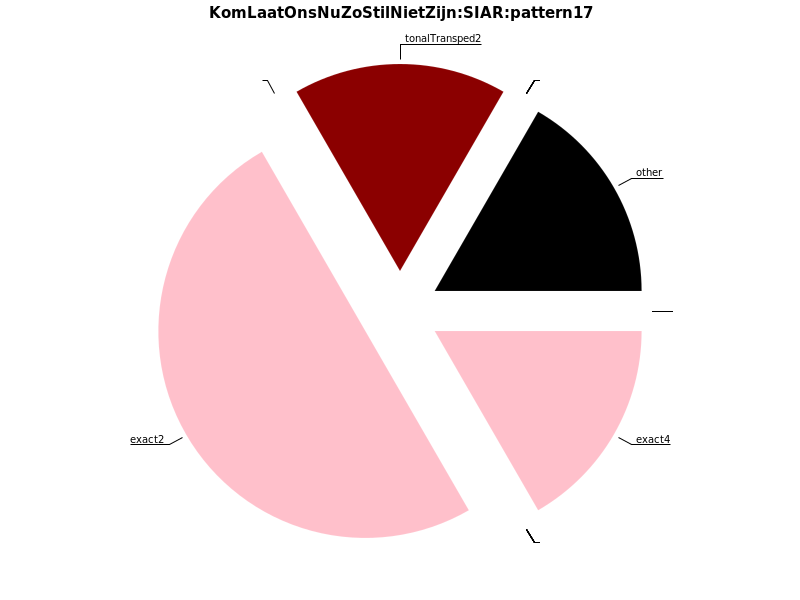 KomLaatOnsNuZoStilNietZijn:SIAR:pattern17
tonalTransped2
other
exact2
exact4